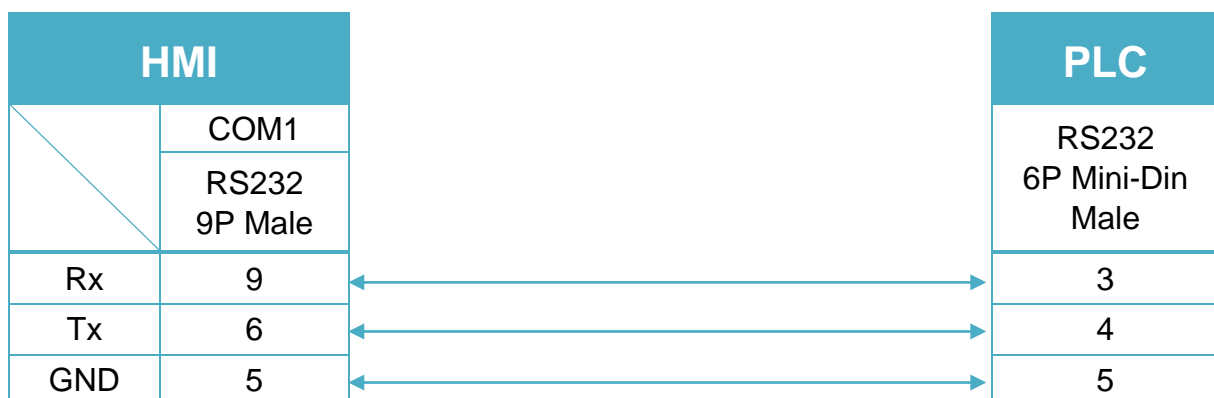 HMI
PLC
COM1
RS232
9P Male
RS232
6P Mini-Din
Male
Rx 9 3
Tx 6 4
GND 5 5